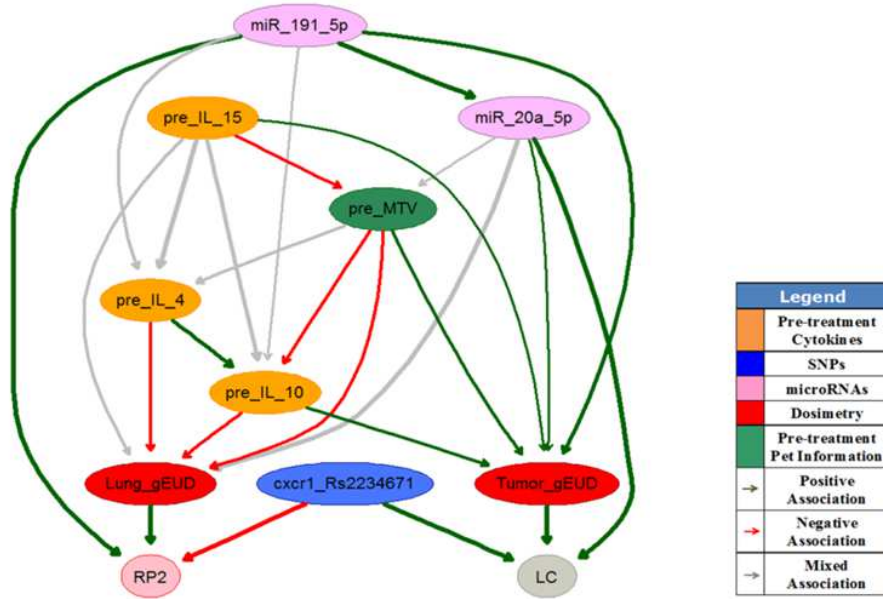 miR_191_5p
pre_IL_15
miR_20a_5p
pre_MTV
pre_IL_4
pre_IL_10
Lung_gEUD
cxcr1_Rs2234671
Tumor_gEUD
RP2
LC
Legend
Pre-treatment
Cytokines
SNPs
microRNAs
Dosimetry
Pre-treatment
Pet Information
Positive
Association
Negative
Association
Mixed
Association